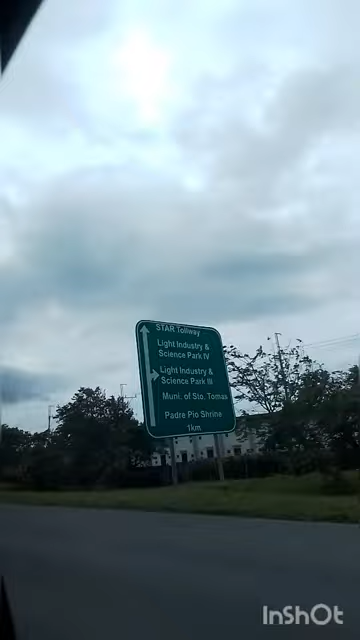 STAR Tollway
Light Industry &
Science Park IV
Light Industry &
Science Park III
Muni. of Sto. Tomas
Padre Pio Shrine
1km
InShOt